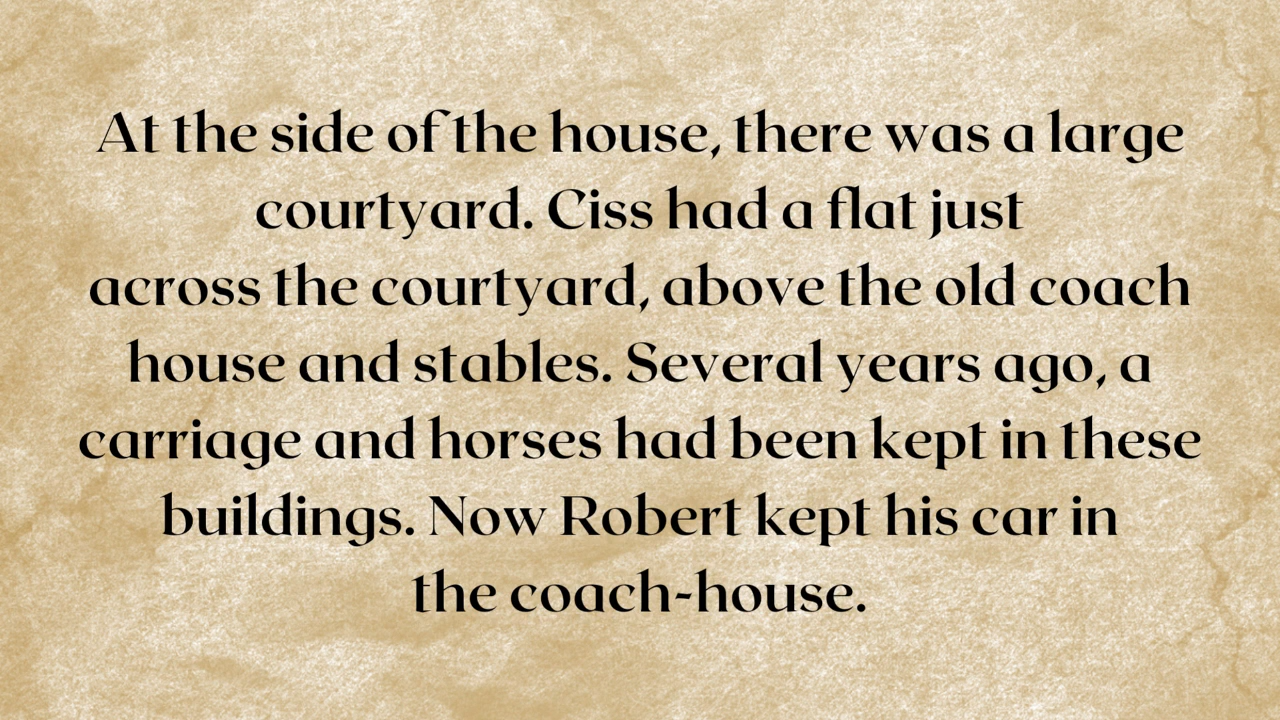 At the side of the house, there was a large
courtyard. Ciss had a flat just
across the courtyard, above the old coach
house and stables. Several years ago, a
carriage and horses had been kept in these
buildings. Now Robert kept his car in
the coach-house.